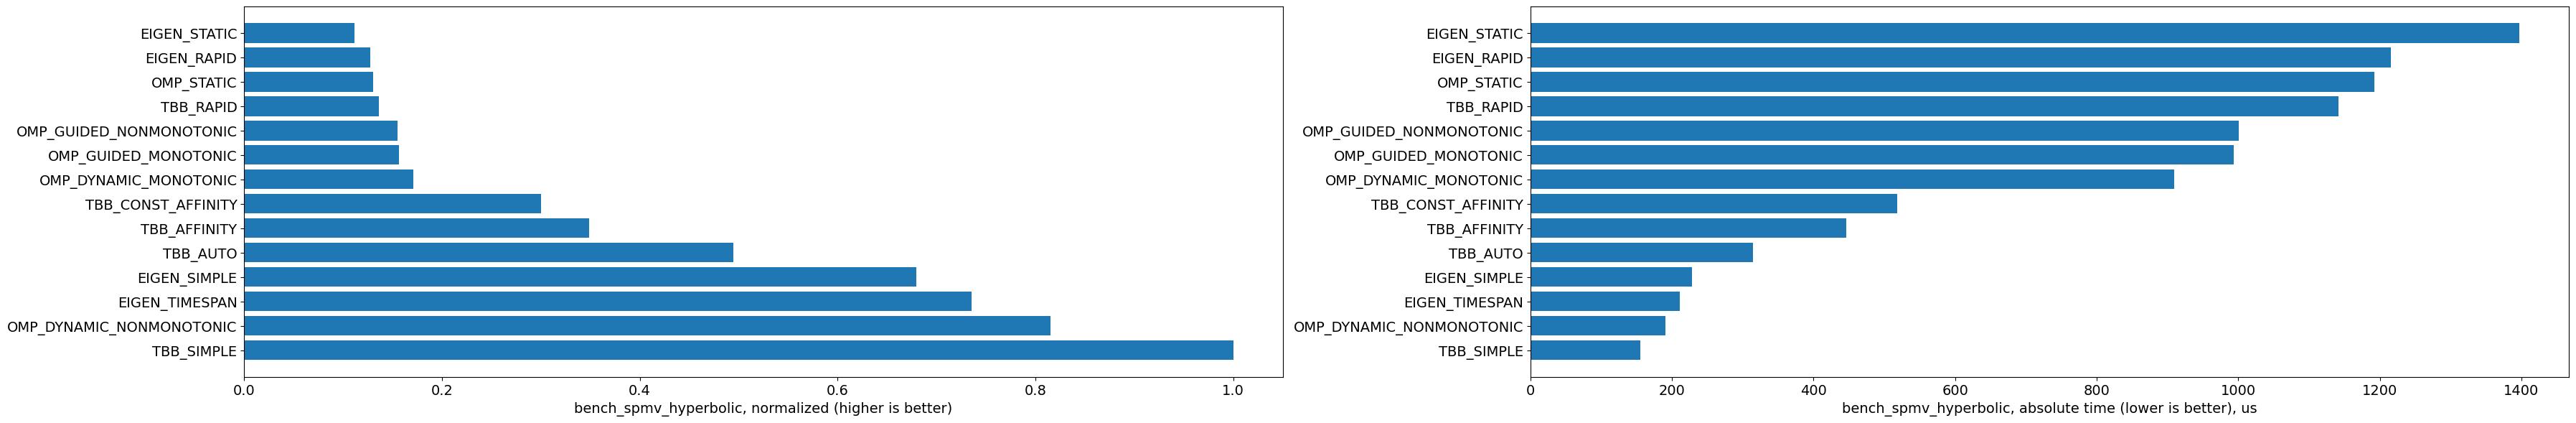 EIGEN_STATIC
EIGEN_RAPID
OMP_STATIC
TBB_RAPID
OMP_GUIDED_NONMONOTONIC
OMP_GUIDED_MONOTONIC
OMP_DYNAMIC_MONOTONIC
TBB_CONST_AFFINITY
TBB_AFFINITY
TBB_AUTO
EIGEN_SIMPLE
EIGEN_TIMESPAN
OMP_DYNAMIC_NONMONOTONIC
TBB_SIMPLE
0.0 0.2 0.4 0.6 0.8 1.0
bench_spmv_hyperbolic, normalized (higher is better)
EIGEN_STATIC
EIGEN_RAPID
OMP_STATIC
TBB_RAPID
OMP_GUIDED_NONMONOTONIC
OMP_GUIDED_MONOTONIC
OMP_DYNAMIC_MONOTONIC
TBB_CONST_AFFINITY
TBB_AFFINITY
TBB_AUTO
EIGEN_SIMPLE
EIGEN_TIMESPAN
OMP_DYNAMIC_NONMONOTONIC
TBB_SIMPLE
0 200 400 600 800 1000 1200 1400
bench_spmv_hyperbolic, absolute time (lower is better), us